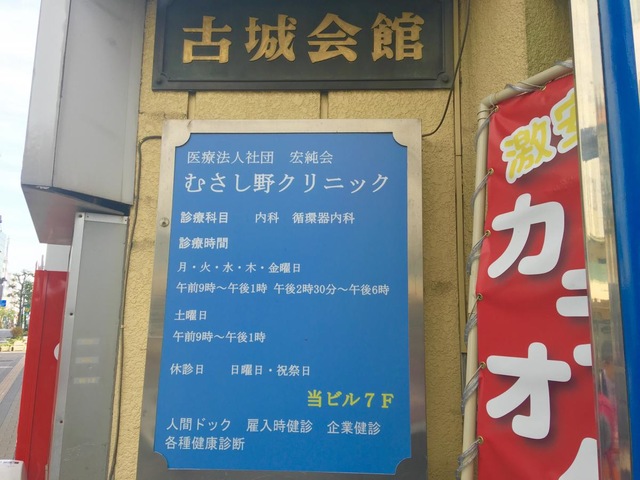 古城会館
医療法人社団　宏純会
むさし野クリニック
診療科目　内科　循環器内科
診療時間
月・火・水・木・金曜日
午前9時～午後1時 午後2時30分～午後6時
土曜日
午前9時～午後1時
休診日　日曜日・祝祭日
当ビル７Ｆ
人間ドック　雇入時健診　企業健診
各種健康診断
激安
カラオ